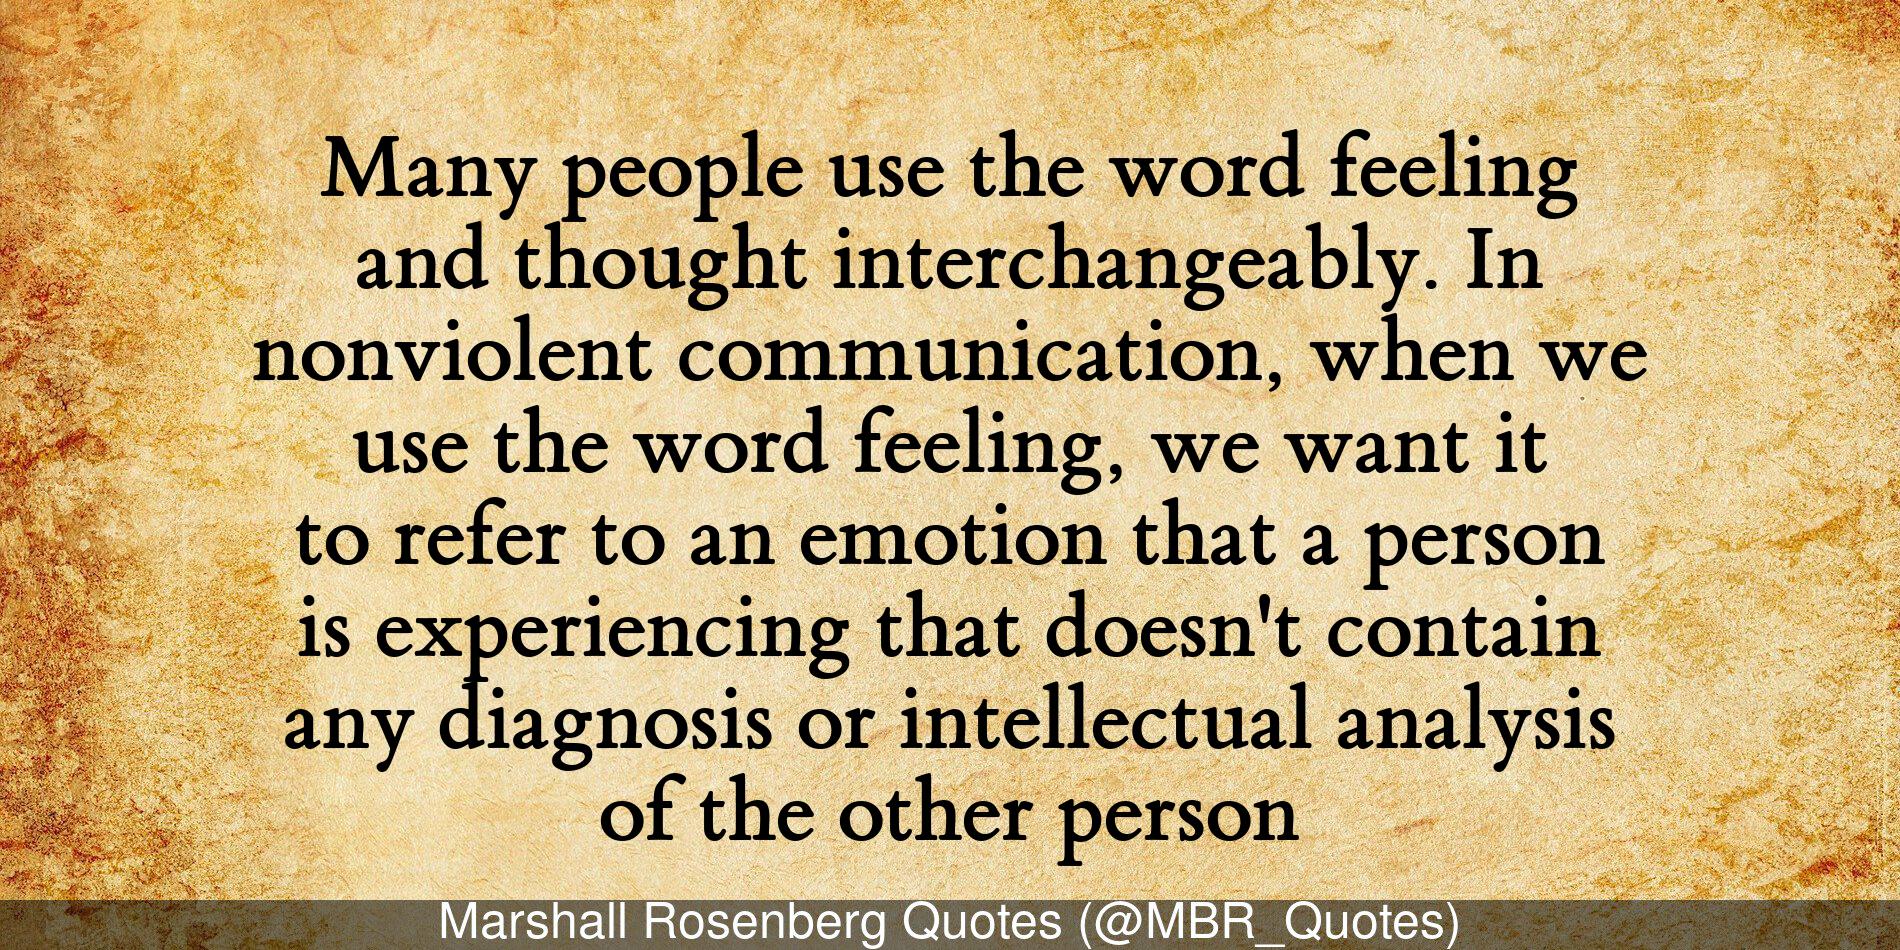 Many people use the word feeling
and thought interchangeably. In
nonviolent communication, when we
use the word feeling, we want it
to refer to an emotion that a person
is experiencing that doesn't contain
any diagnosis or intellectual analysis
of the other person
Marshall Rosenberg Quotes (@MBR_Quotes)